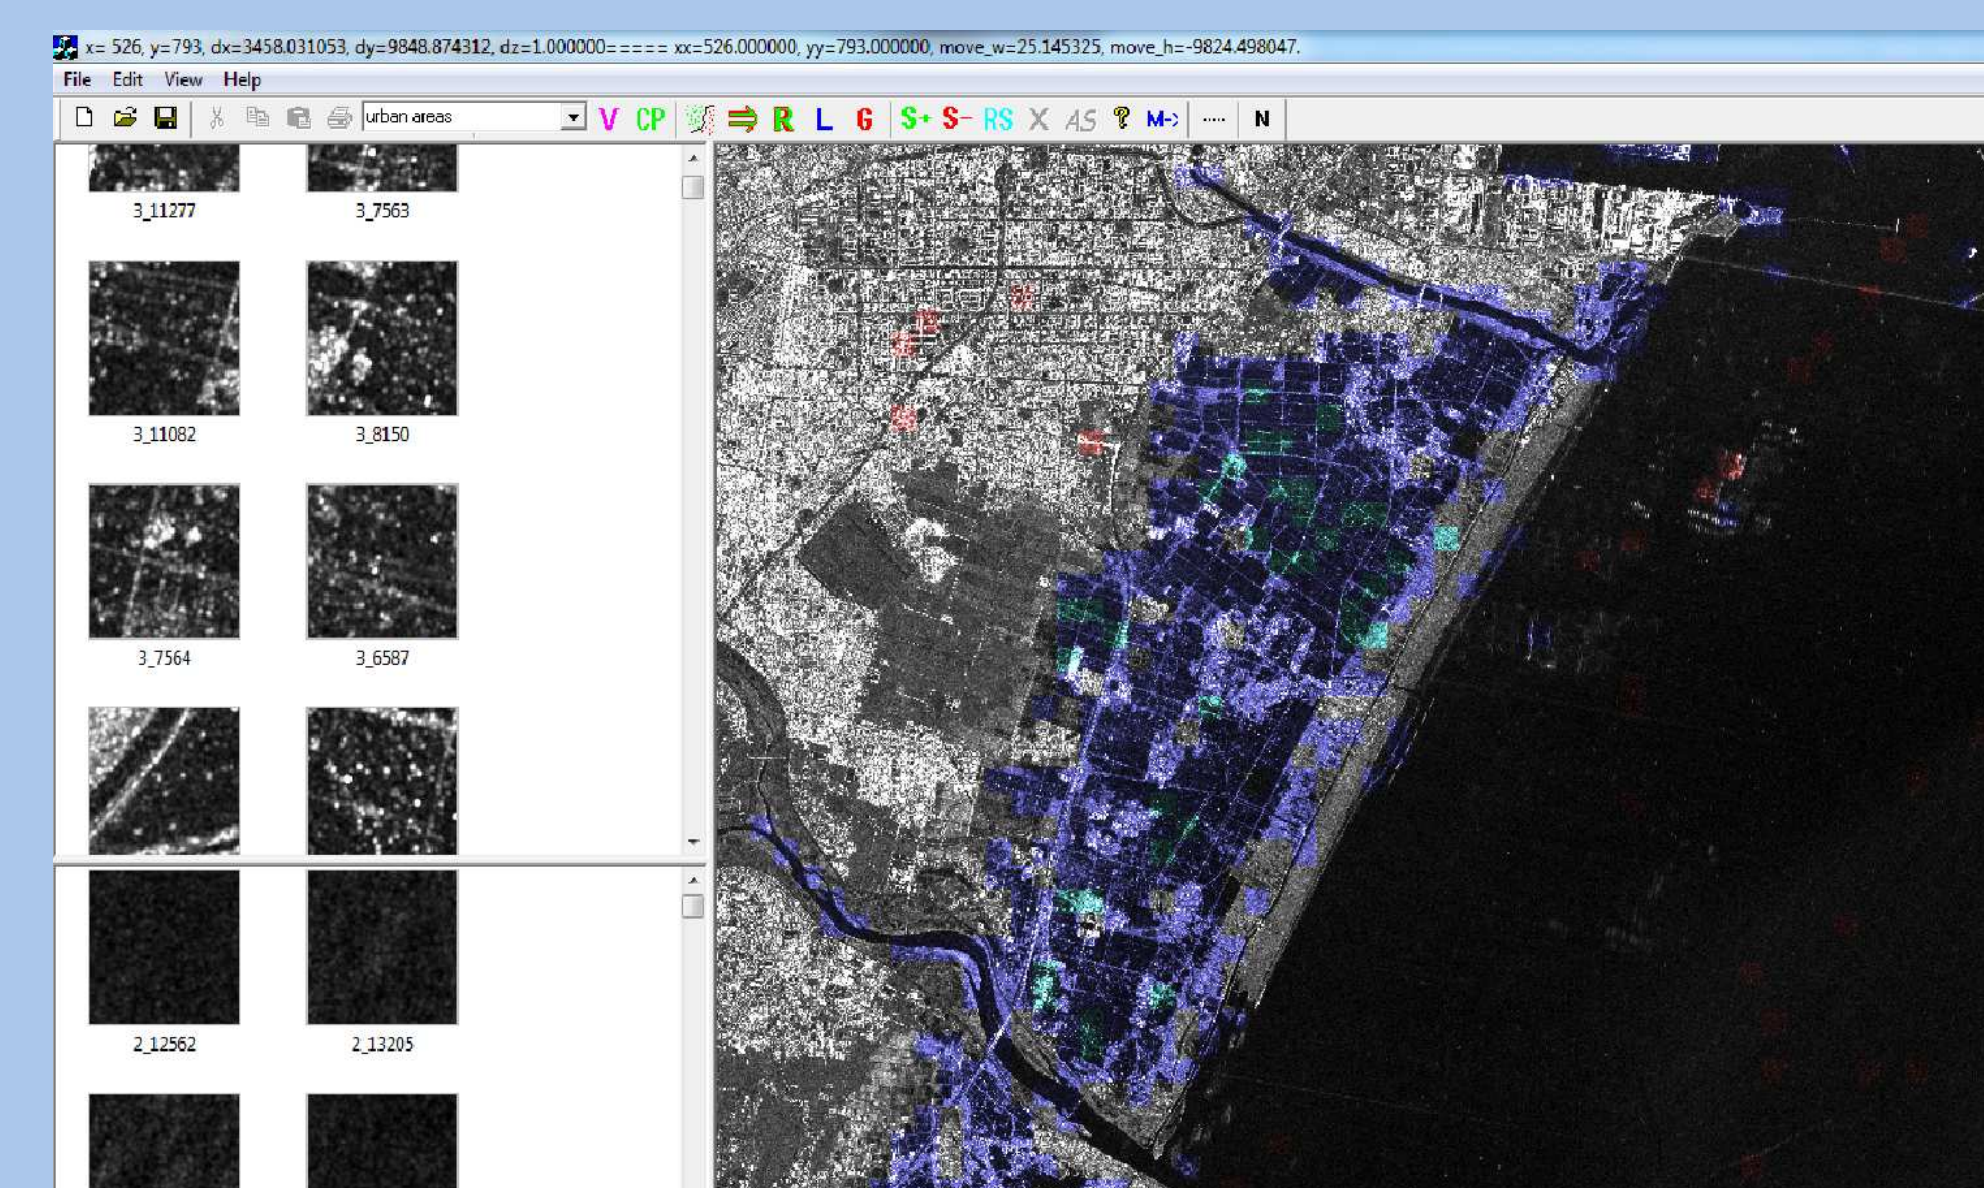 x= 526, y=793, dx=3458.031053, dy=9848.874312, dz=1.000000===== xx=526.000000, yy=793.000000, move_w=25.145325, move_h=-9824.498047.
File Edit View Help
urban areas V CP R L G S+ S- RS X AS ? M-> ..... N
3_11277 3_7563
3_11082 3_8150
3_7564 3_6587
2_12562 2_13205